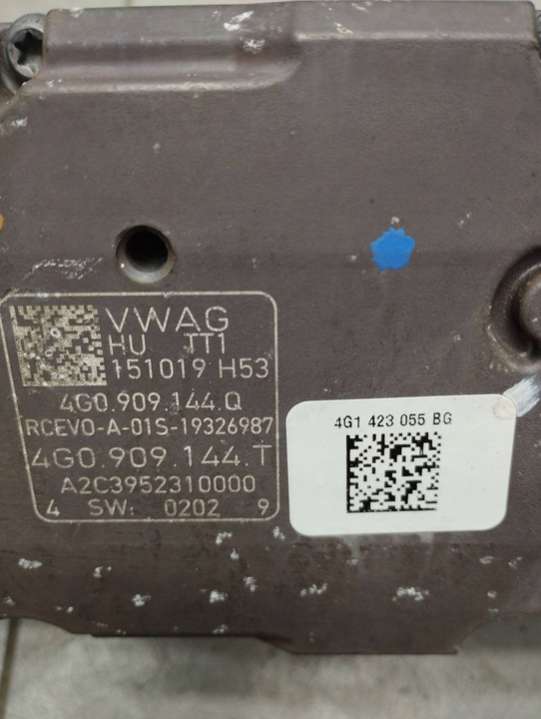 VWAG
HU JT1
151019 H53
4G0.909.144.Q
RCEVO-A-01S-19326987
4G0.909.144.T
A2C3952310000
4 SW: 0202 9
4G1 423 055 BG